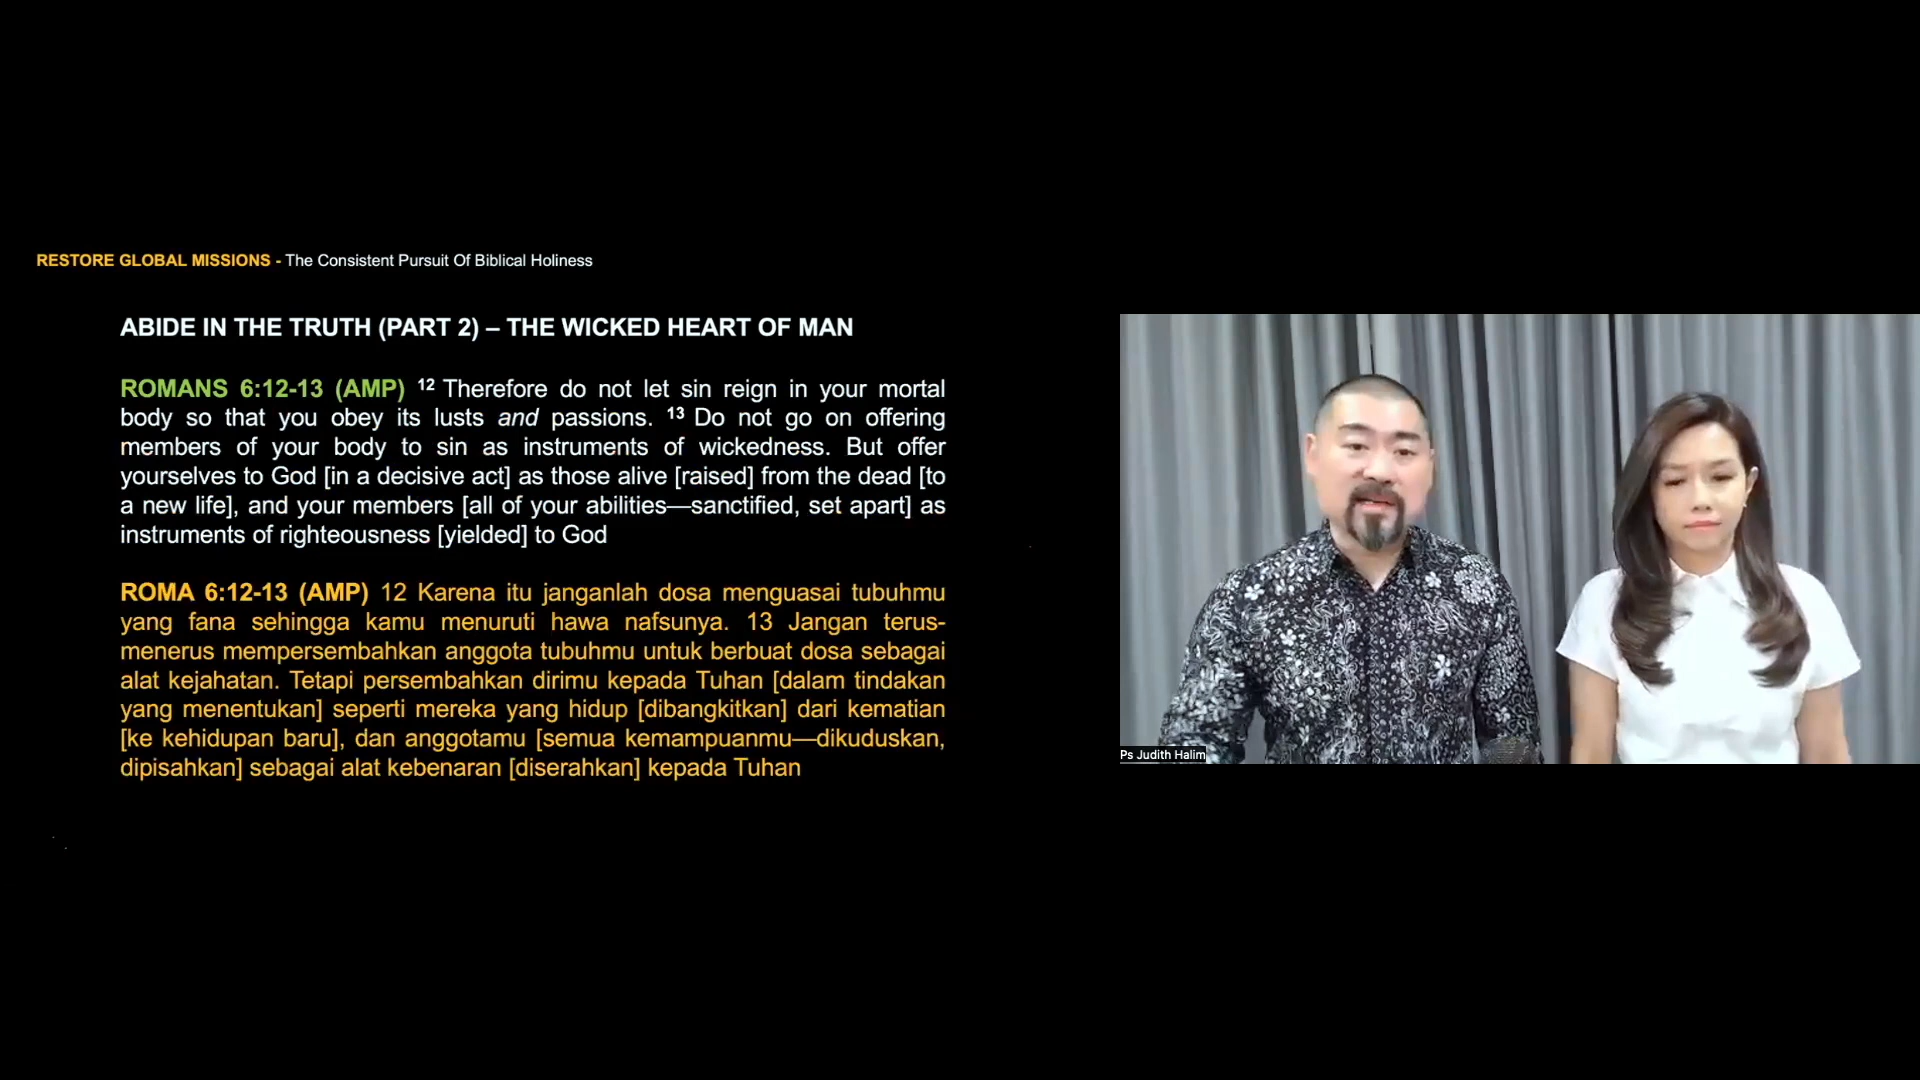 RESTORE GLOBAL MISSIONS - The Consistent Pursuit Of Biblical Holiness
ABIDE IN THE TRUTH (PART 2) – THE WICKED HEART OF MAN
ROMANS 6:12-13 (AMP) 12 Therefore do not let sin reign in your mortal
body so that you obey its lusts and passions. 13 Do not go on offering
members of your body to sin as instruments of wickedness. But offer
yourselves to God [in a decisive act] as those alive [raised] from the dead [to
a new life], and your members [all of your abilities—sanctified, set apart] as
instruments of righteousness [yielded] to God
ROMA 6:12-13 (AMP) 12 Karena itu janganlah dosa menguasai tubuhmu
yang fana sehingga kamu menuruti hawa nafsunya. 13 Jangan terus-
menerus mempersembahkan anggota tubuhmu untuk berbuat dosa sebagai
alat kejahatan. Tetapi persembahkan dirimu kepada Tuhan [dalam tindakan
yang menentukan] seperti mereka yang hidup [dibangkitkan] dari kematian
[ke kehidupan baru], dan anggotamu [semua kemampuanmu—dikuduskan,
dipisahkan] sebagai alat kebenaran [diserahkan] kepada Tuhan
Ps Judith Halim